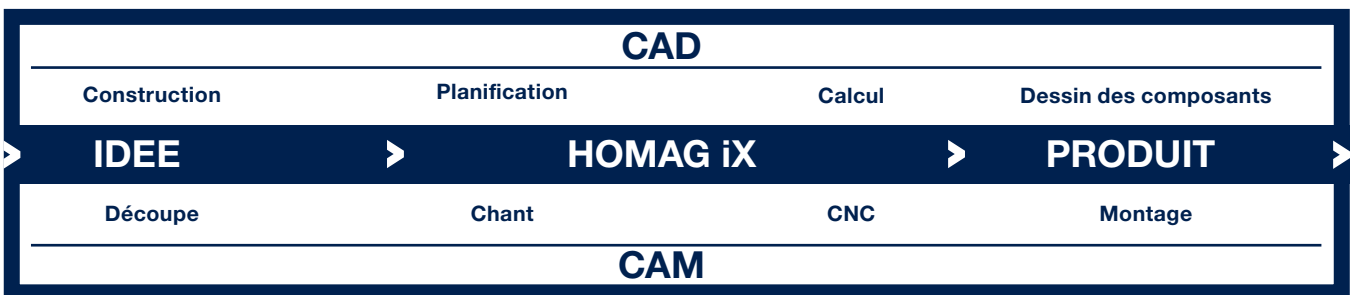 CAD
Construction Planification Calcul Dessin des composants
> IDEE > HOMAG iX > PRODUIT >
Découpe Chant CNC Montage
CAM